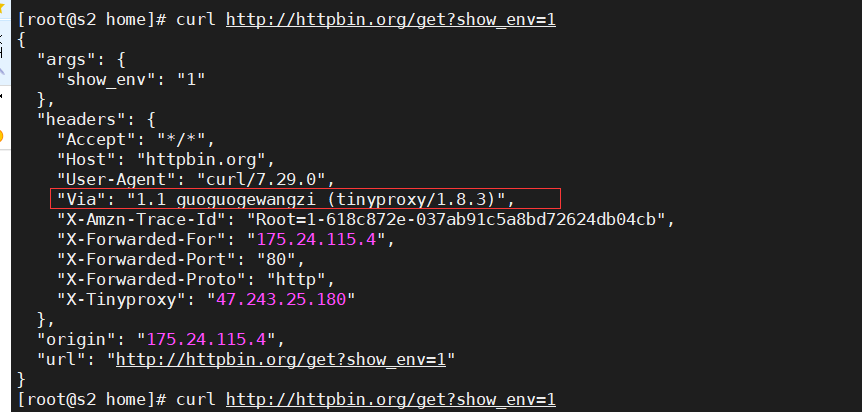 [root@s2 home]# curl http://httpbin.org/get?show_env=1
{
  "args": {
    "show_env": "1"
  },
  "headers": {
    "Accept": "*/*",
    "Host": "httpbin.org",
    "User-Agent": "curl/7.29.0",
    "Via": "1.1 guoguogewangzi (tinyproxy/1.8.3)",
    "X-Amzn-Trace-Id": "Root=1-618c872e-037ab91c5a8bd72624db04cb",
    "X-Forwarded-For": "175.24.115.4",
    "X-Forwarded-Port": "80",
    "X-Forwarded-Proto": "http",
    "X-Tinyproxy": "47.243.25.180"
  },
  "origin": "175.24.115.4",
  "url": "http://httpbin.org/get?show_env=1"
}
[root@s2 home]# curl http://httpbin.org/get?show_env=1